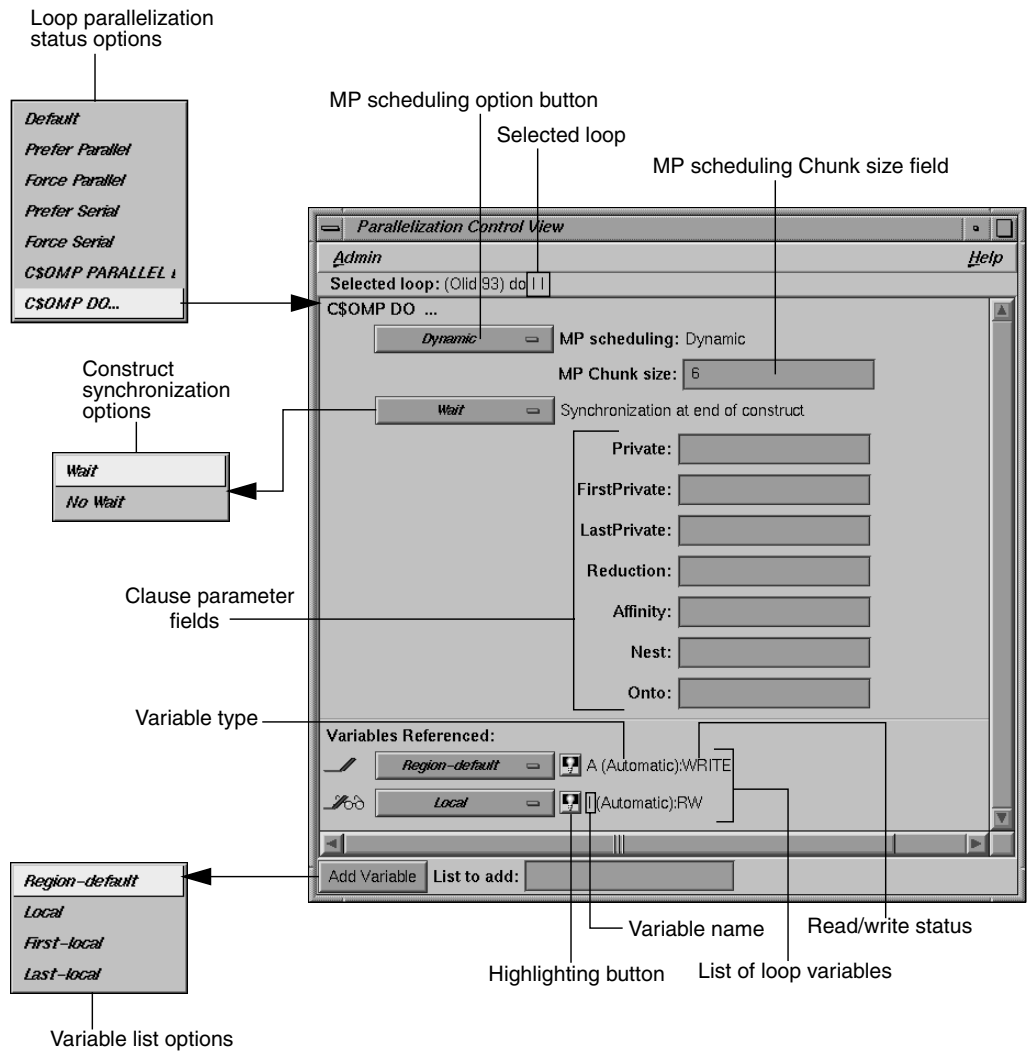 Loop parallelization
status options
Default
Prefer Parallel
Force Parallel
Prefer Serial
Force Serial
C$OMP PARALLEL
C$OMP DO...
MP scheduling option button
Selected loop
MP scheduling Chunk size field
Parallelization Control View
Admin
Help
Selected loop: (Olid 93) do I I
C$OMP DO ...
Dynamic
MP scheduling: Dynamic
MP Chunk size: 6
Wait
Synchronization at end of construct
Construct
synchronization
options
Wait
No Wait
Private:
FirstPrivate:
LastPrivate:
Reduction:
Affinity:
Nest:
Onto:
Clause parameter
fields
Variable type
Variables Referenced:
Region-default
A (Automatic):WRITE
Local
I (Automatic):RW
Add Variable
List to add:
Region-default
Local
First-local
Last-local
Variable list options
Variable name
Read/write status
Highlighting button
List of loop variables